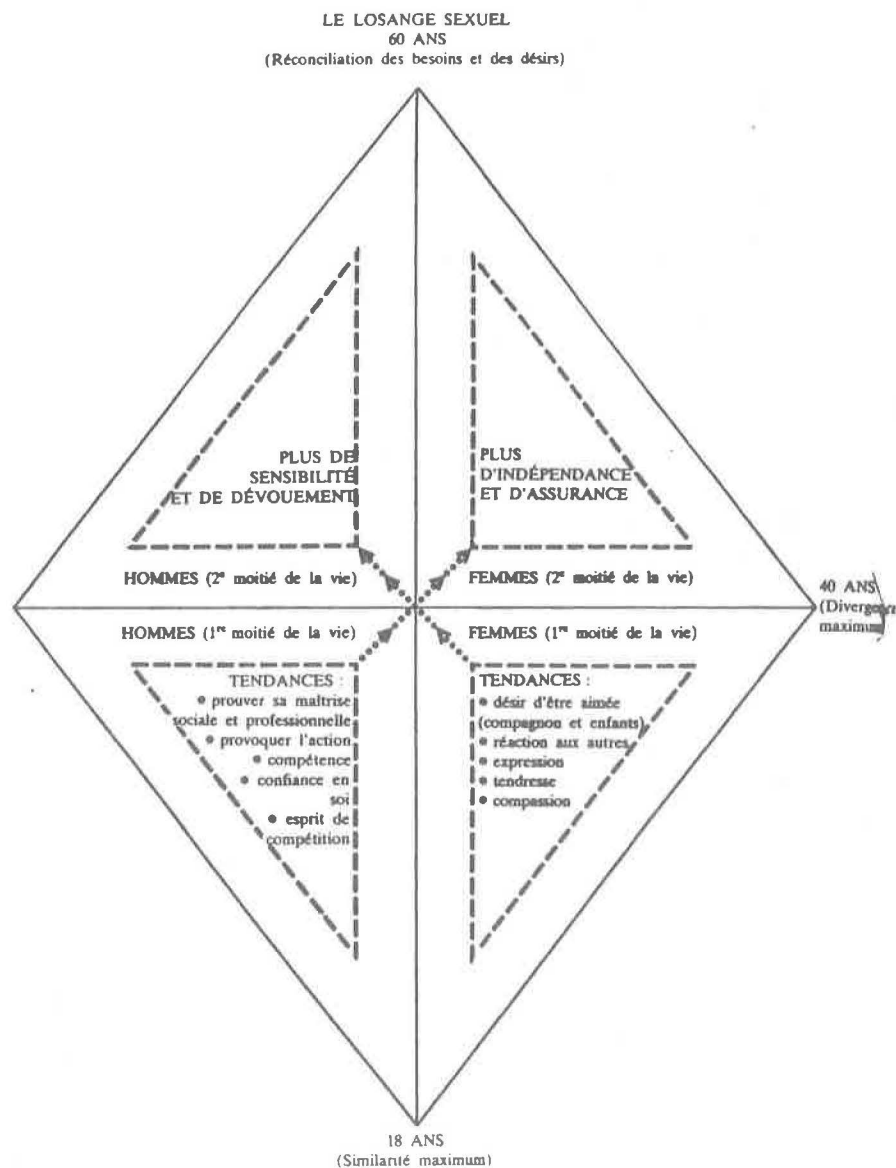 LE LOSANGE SEXUEL
60 ANS
(Réconciliation des besoins et des désirs)
PLUS DE
SENSIBILITÉ
ET DE DÉVOUEMENT
PLUS
D'INDÉPENDANCE
ET D'ASSURANCE
HOMMES (2e moitié de la vie)
FEMMES (2e moitié de la vie)
40 ANS
(Divergence
maximum)
HOMMES (1re moitié de la vie)
FEMMES (1re moitié de la vie)
TENDANCES :
• prouver sa maîtrise
sociale et professionnelle
• provoquer l'action
• compétence
• confiance en
soi
• esprit de
compétition
TENDANCES :
• désir d'être aimée
(compagnon et enfants)
• réaction aux autres
• expression
• tendresse
• compassion
18 ANS
(Similarité maximum)